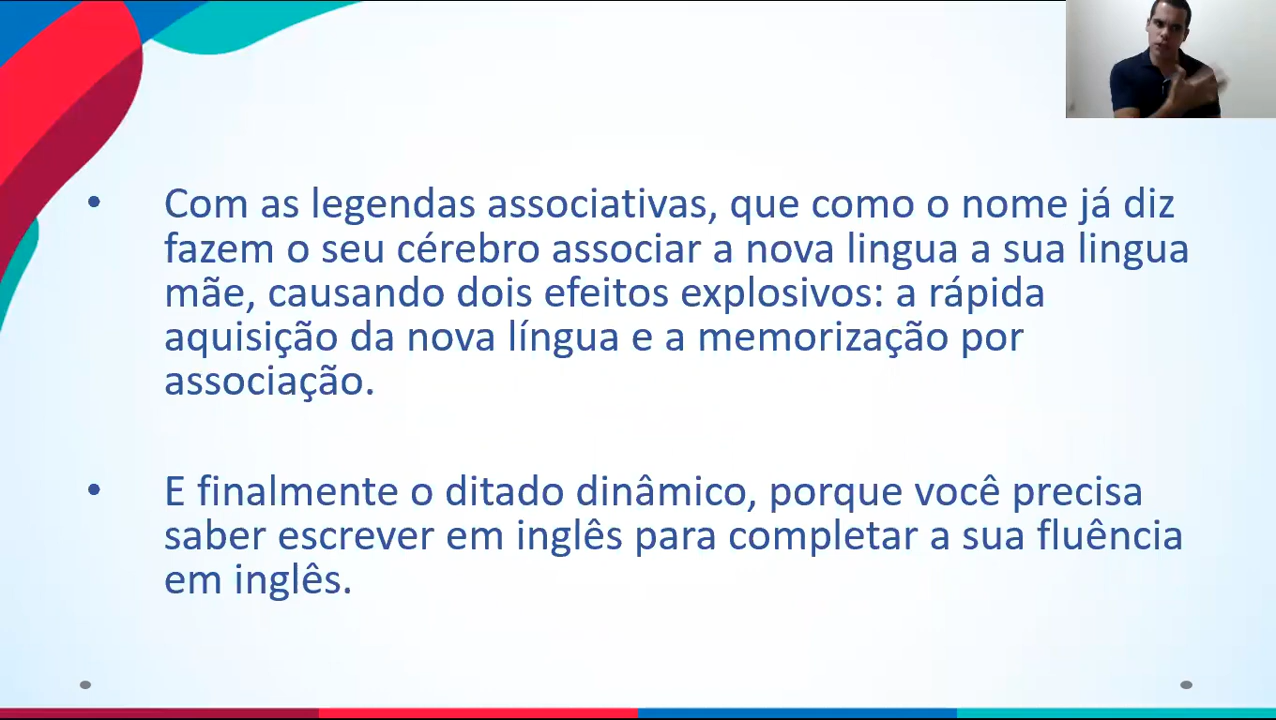 • Com as legendas associativas, que como o nome já diz
fazem o seu cérebro associar a nova lingua a sua lingua
mãe, causando dois efeitos explosivos: a rápida
aquisição da nova língua e a memorização por
associação.
• E finalmente o ditado dinâmico, porque você precisa
saber escrever em inglês para completar a sua fluência
em inglês.